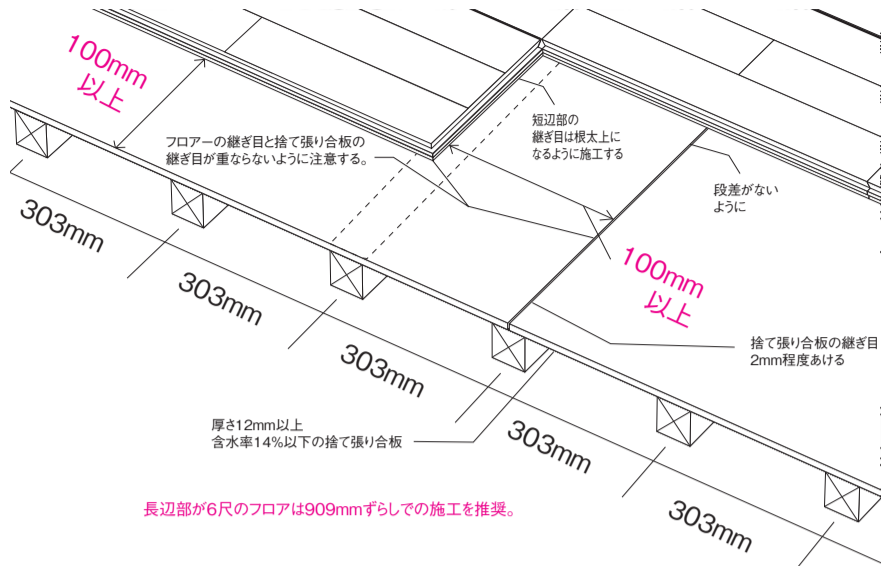 100mm
以上
フロアーの継ぎ目と捨て張り合板の
継ぎ目が重ならないように注意する。
短辺部の
継ぎ目は根太上に
なるように施工する
段差がない
ように
100mm
以上
捨て張り合板の継ぎ目
2mm程度あける
303mm
303mm
303mm
303mm
303mm
厚さ12mm以上
含水率14%以下の捨て張り合板
長辺部が6尺のフロアは909mmずらしでの施工を推奨。